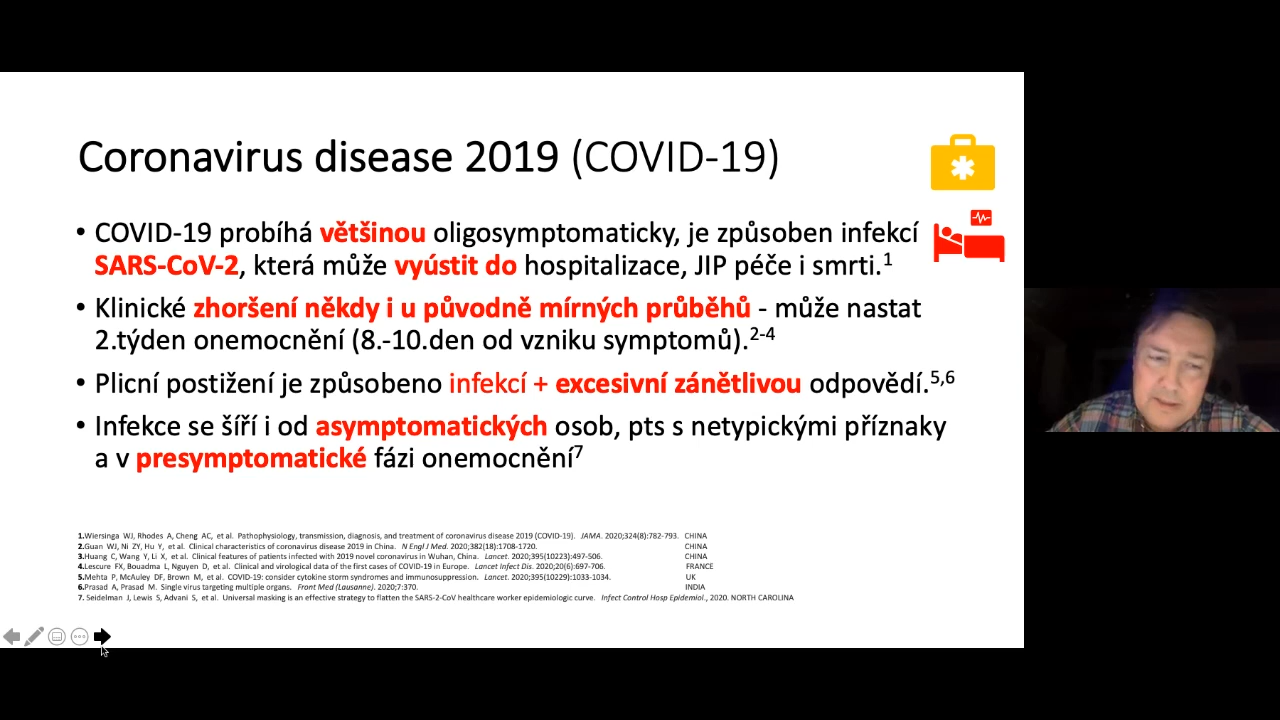 Coronavirus disease 2019 (COVID-19)
• COVID-19 probíhá většinou oligosymptomaticky, je způsoben infekcí
SARS-CoV-2, která může vyústit do hospitalizace, JIP péče i smrti.1
• Klinické zhoršení někdy i u původně mírných průběhů - může nastat
2.týden onemocnění (8.-10.den od vzniku symptomů).2-4
• Plicní postižení je způsobeno infekcí + excesivní zánětlivou odpovědí.5,6
• Infekce se šíří i od asymptomatických osob, pts s netypickými příznaky
a v presymptomatické fázi onemocnění7
1.Wiersinga WJ, Rhodes A, Cheng AC, et al. Pathophysiology, transmission, diagnosis, and treatment of coronavirus disease 2019 (COVID-19). JAMA. 2020;324(8):782-793. CHINA
2.Guan WJ, Ni ZY, Hu Y, et al. Clinical characteristics of coronavirus disease 2019 in China. N Engl J Med. 2020;382(18):1708-1720. CHINA
3.Huang C, Wang Y, Li X, et al. Clinical features of patients infected with 2019 novel coronavirus in Wuhan, China. Lancet. 2020;395(10223):497-506. CHINA
4.Lescure FX, Bouadma L, Nguyen D, et al. Clinical and virological data of the first cases of COVID-19 in Europe. Lancet Infect Dis. 2020;20(6):697-706. FRANCE
5.Mehta P, McAuley DF, Brown M, et al. COVID-19: consider cytokine storm syndromes and immunosuppression. Lancet. 2020;395(10229):1033-1034. UK
6.Prasad A, Prasad M. Single virus targeting multiple organs. Front Med (Lausanne). 2020;7:370. INDIA
7. Seidelman J, Lewis S, Advani S, et al. Universal masking is an effective strategy to flatten the SARS-2-CoV healthcare worker epidemiologic curve. Infect Control Hosp Epidemiol., 2020. NORTH CAROLINA